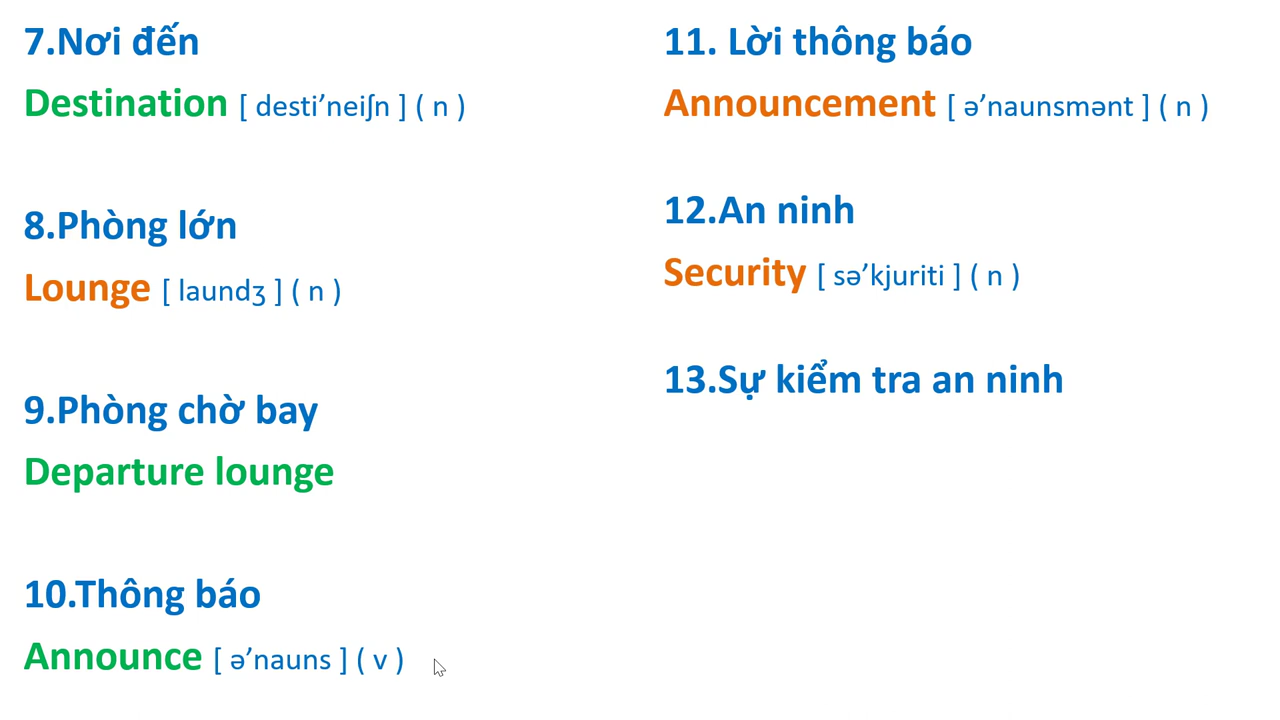 7.Nơi đến
Destination [ desti’neiʃn ] ( n )
8.Phòng lớn
Lounge [ laundʒ ] ( n )
9.Phòng chờ bay
Departure lounge
10.Thông báo
Announce [ ə’nauns ] ( v )
11. Lời thông báo
Announcement [ ə’naunsmənt ] ( n )
12.An ninh
Security [ sə’kjuriti ] ( n )
13.Sự kiểm tra an ninh